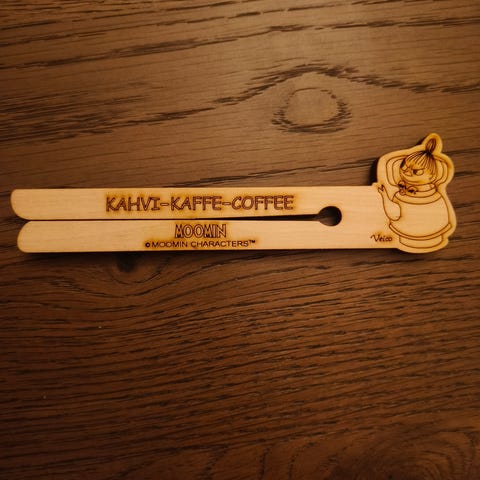 KAHVI-KAFFE-COFFEE
MOOMIN
© MOOMIN CHARACTERS™
Veico